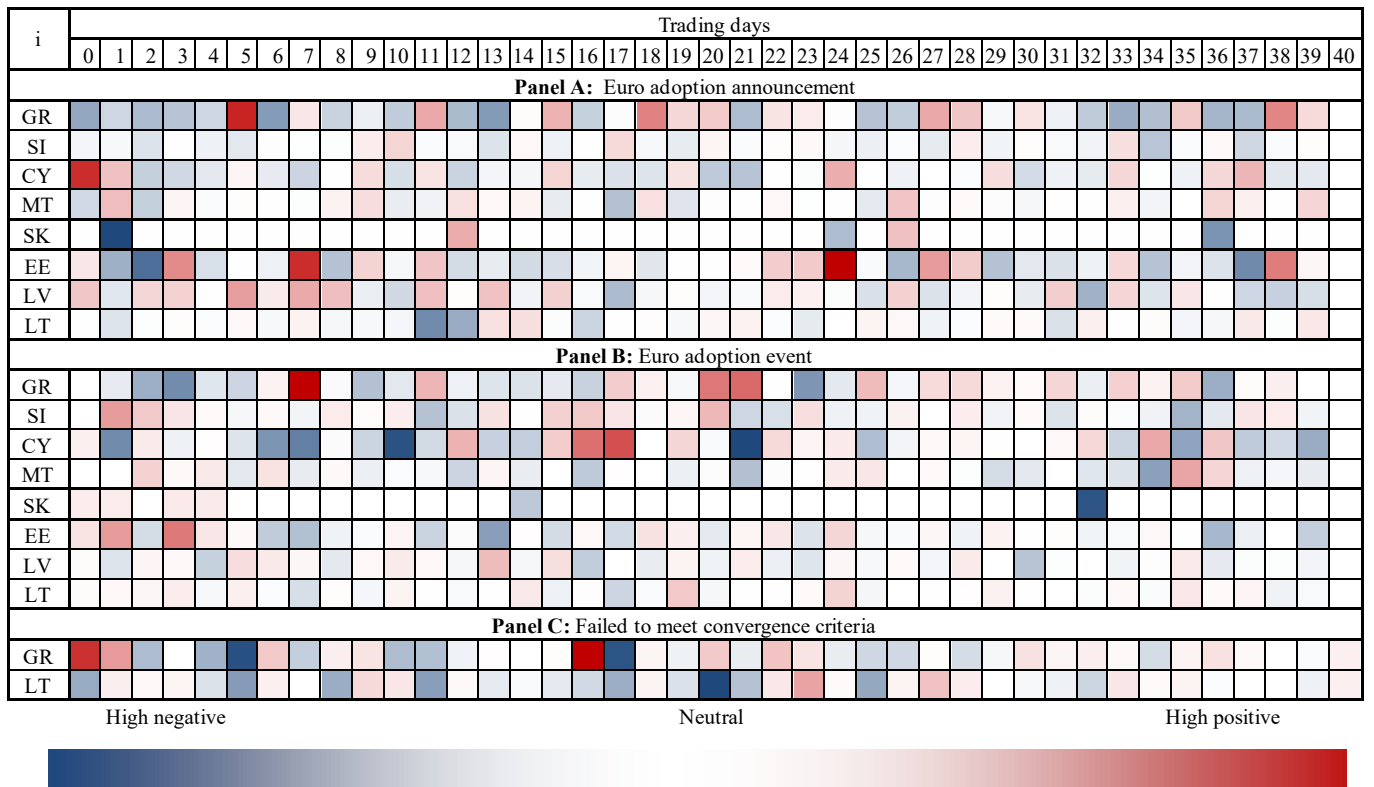 i
Trading days
0 1 2 3 4 5 6 7 8 9 10 11 12 13 14 15 16 17 18 19 20 21 22 23 24 25 26 27 28 29 30 31 32 33 34 35 36 37 38 39 40
Panel A: Euro adoption announcement
GR
SI
CY
MT
SK
EE
LV
LT
Panel B: Euro adoption event
GR
SI
CY
MT
SK
EE
LV
LT
Panel C: Failed to meet convergence criteria
GR
LT
High negative Neutral High positive